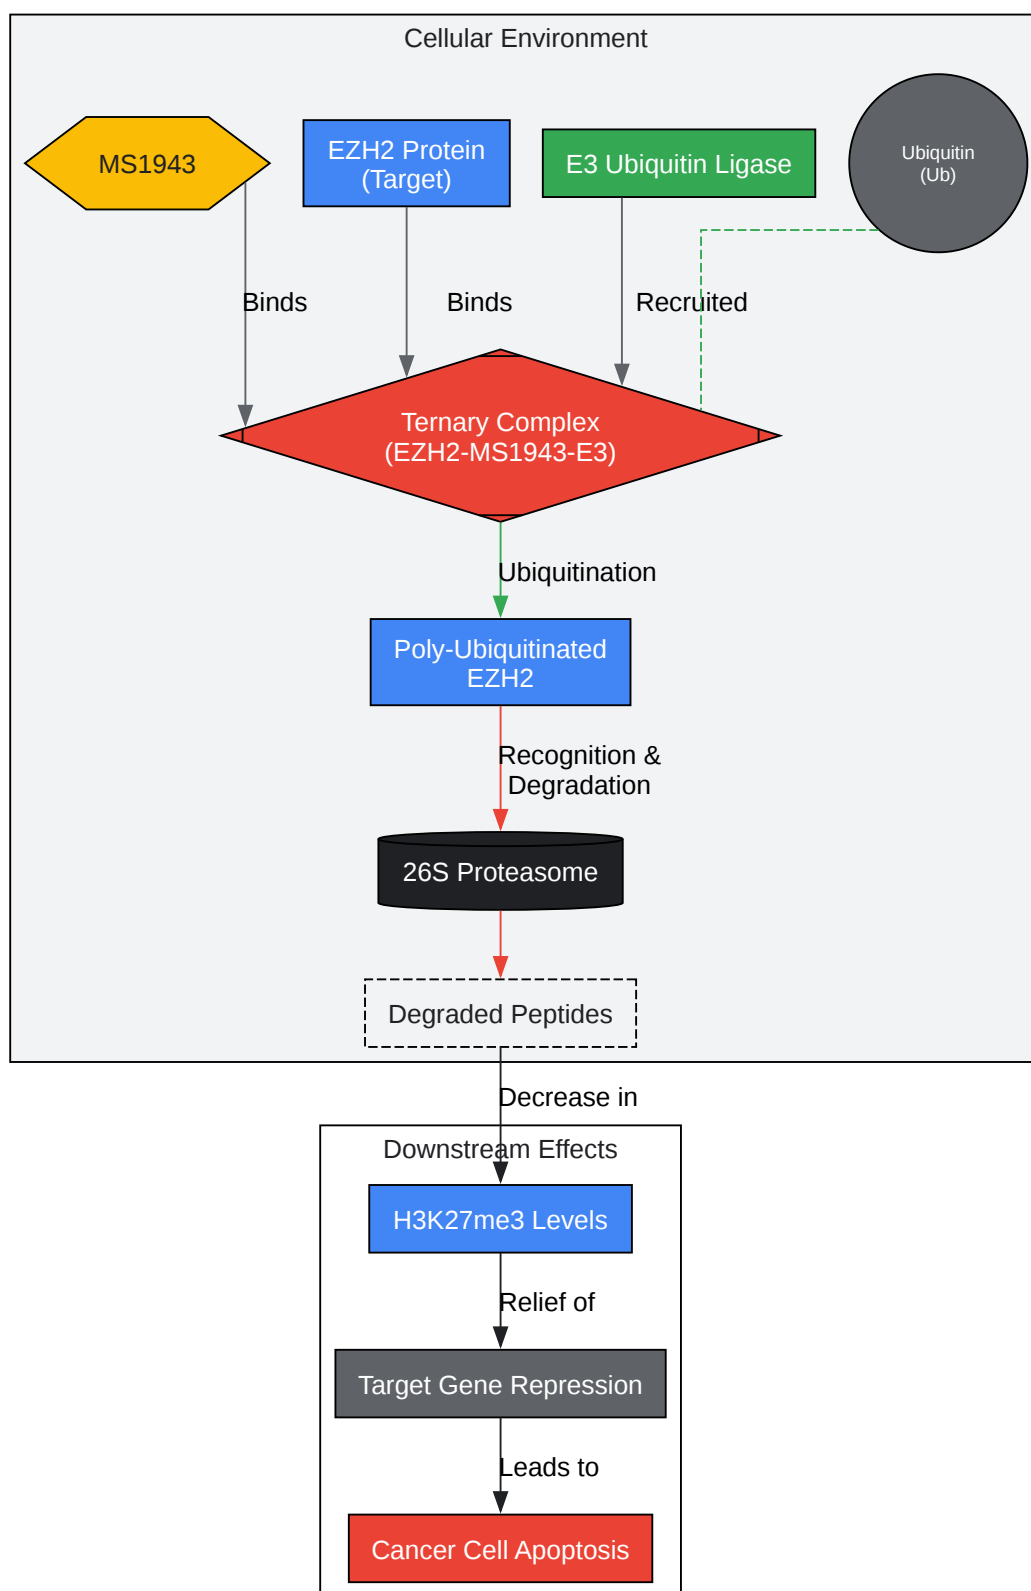 Cellular Environment
MS1943
EZH2 Protein
(Target)
E3 Ubiquitin Ligase
Ubiquitin
(Ub)
Binds
Binds
Recruited
Ternary Complex
(EZH2-MS1943-E3)
Ubiquitination
Poly-Ubiquitinated
EZH2
Recognition &
Degradation
26S Proteasome
Degraded Peptides
Decrease in
Downstream Effects
H3K27me3 Levels
Relief of
Target Gene Repression
Leads to
Cancer Cell Apoptosis